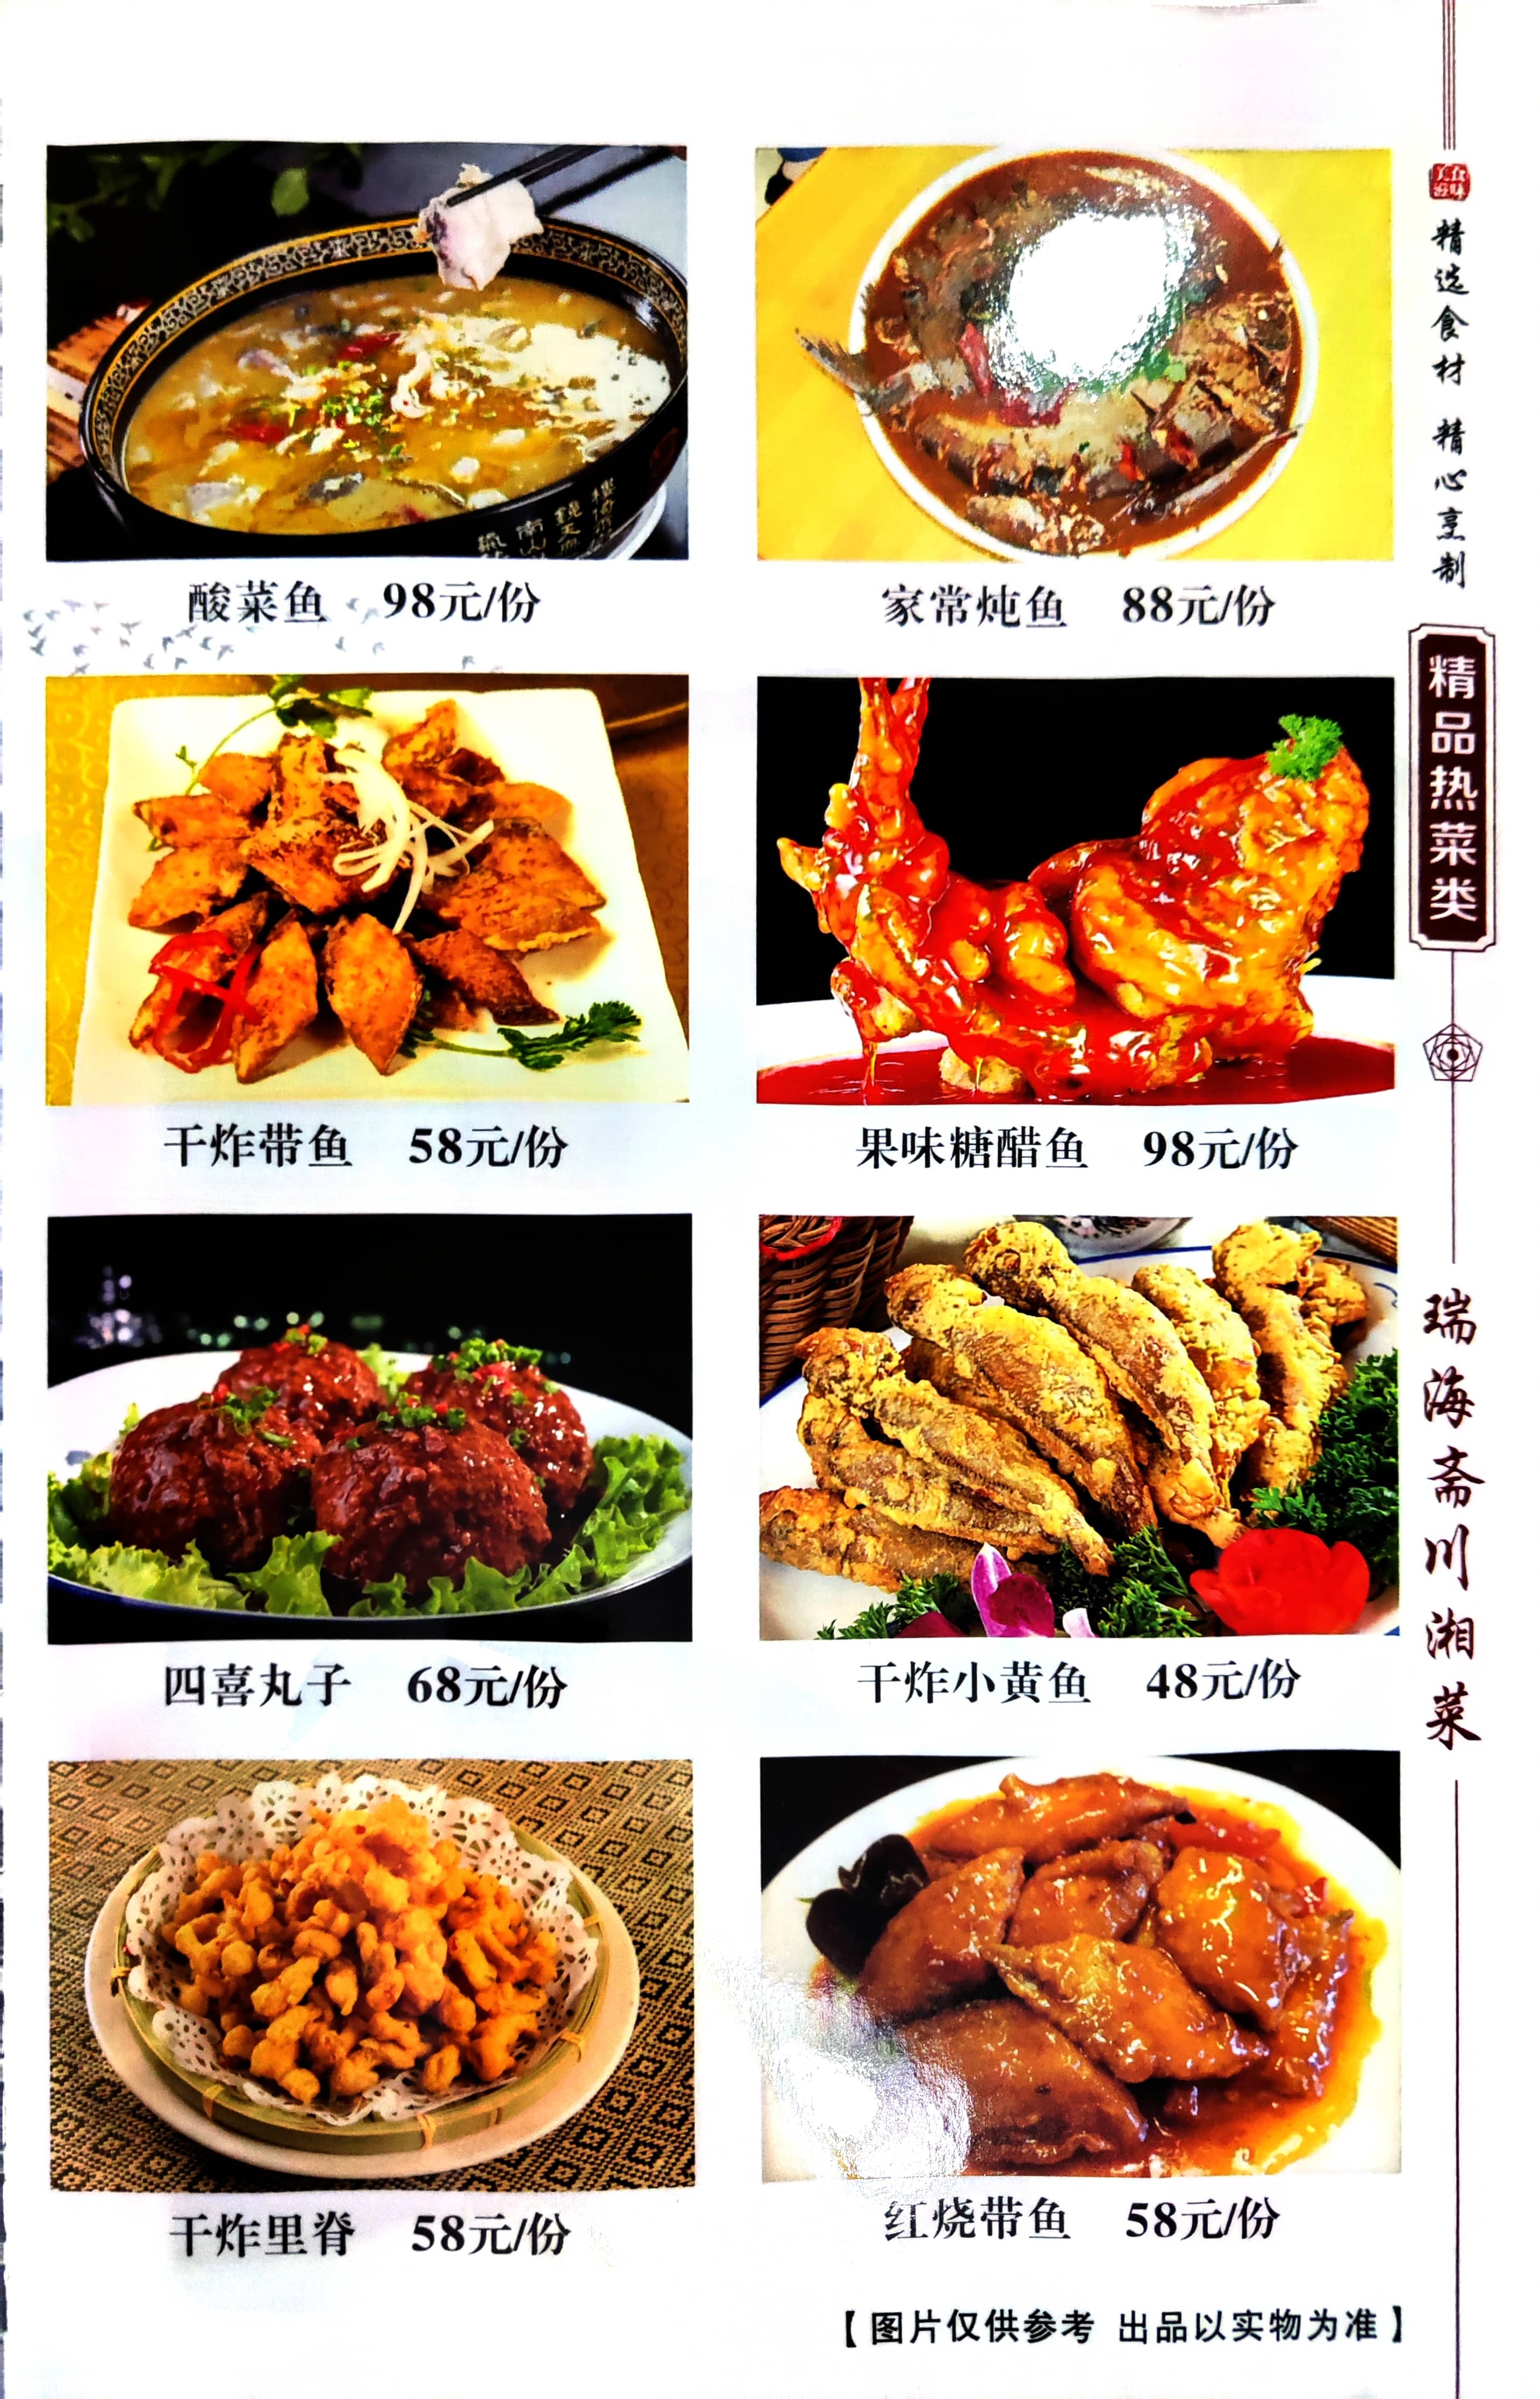 酸菜鱼 98元/份
家常炖鱼 88元/份
干炸带鱼 58元/份
果味糖醋鱼 98元/份
四喜丸子 68元/份
干炸小黄鱼 48元/份
干炸里脊 58元/份
红烧带鱼 58元/份
【图片仅供参考 出品以实物为准】
精选食材 精心烹制
精品热菜类
瑞海斋川湘菜